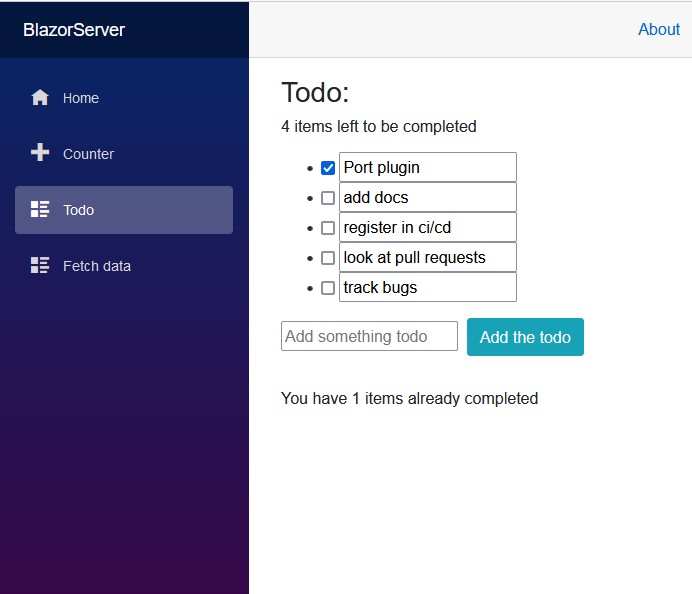 BlazorServer
About
Home
Counter
Todo
Fetch data
Todo:
4 items left to be completed
Port plugin
add docs
register in ci/cd
look at pull requests
track bugs
Add something todo
Add the todo
You have 1 items already completed